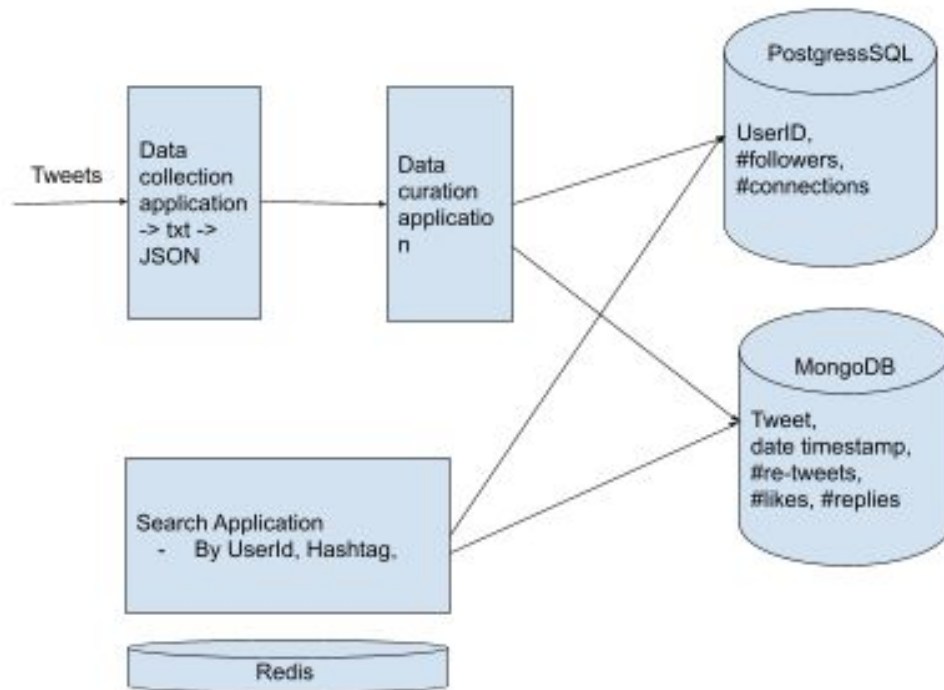 Tweets
Data
collection
application
-> txt ->
JSON
Data
curation
applicatio
n
PostgressSQL
UserID,
#followers,
#connections
MongoDB
Tweet,
date timestamp,
#re-tweets,
#likes, #replies
Search Application
- By UserId, Hashtag,
Redis